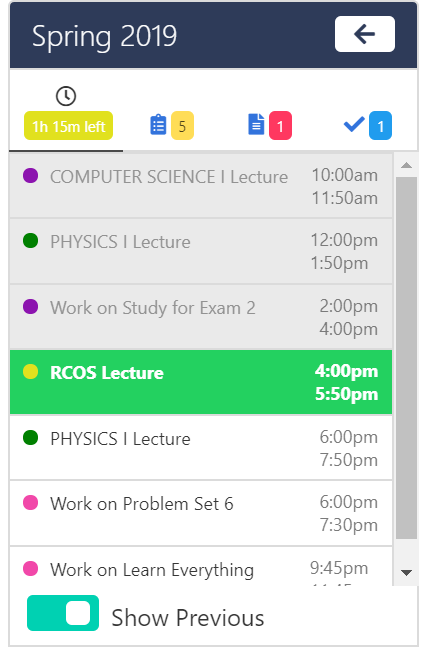 Spring 2019
1h 15m left
5
1
1
COMPUTER SCIENCE I Lecture 10:00am
11:50am
PHYSICS I Lecture 12:00pm
1:50pm
Work on Study for Exam 2 2:00pm
4:00pm
RCOS Lecture 4:00pm
5:50pm
PHYSICS I Lecture 6:00pm
7:50pm
Work on Problem Set 6 6:00pm
7:30pm
Work on Learn Everything 9:45pm
Show Previous